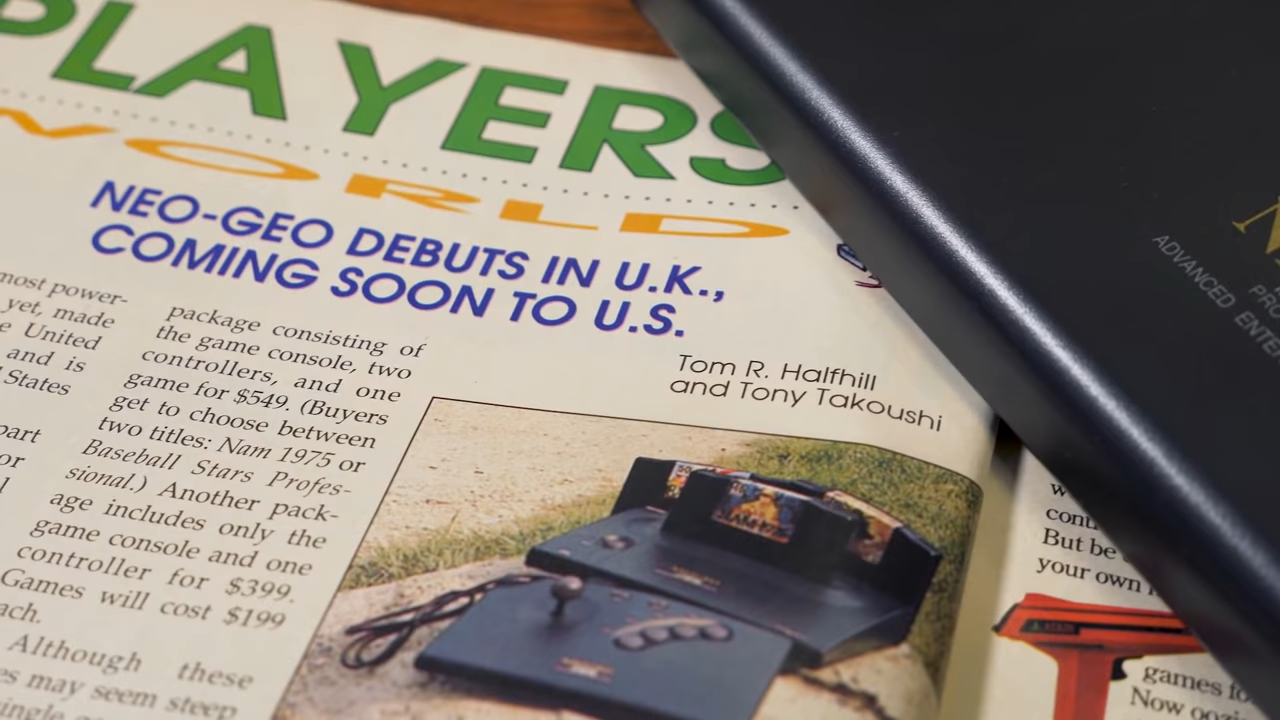 PLAYERS
WORLD
NEO-GEO DEBUTS IN U.K.,
COMING SOON TO U.S.
Tom R. Halfhill
and Tony Takoushi
most power-
yet, made
United
and is
States
part
or
package consisting of
the game console, two
controllers, and one
game for $549. (Buyers
get to choose between
two titles: Nam 1975 or
Baseball Stars Profes-
sional.) Another pack-
age includes only the
game console and one
controller for $399.
Games will cost $199
Although these
may seem steep
But be
your own
games
Now
ADVANCED